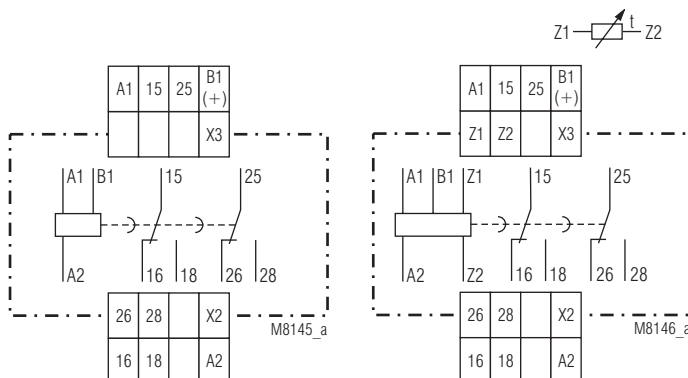 Z1 t Z2
A1 15 25 B1 (+)
X3
A1 B1 15 25
A2 16 18 26 28
26 28 X2
16 18 A2
M8145_a
A1 15 25 B1 (+)
Z1 Z2 X3
A1 B1 Z1 15 25
A2 Z2 16 18 26 28
26 28 X2
16 18 A2
M8146_a